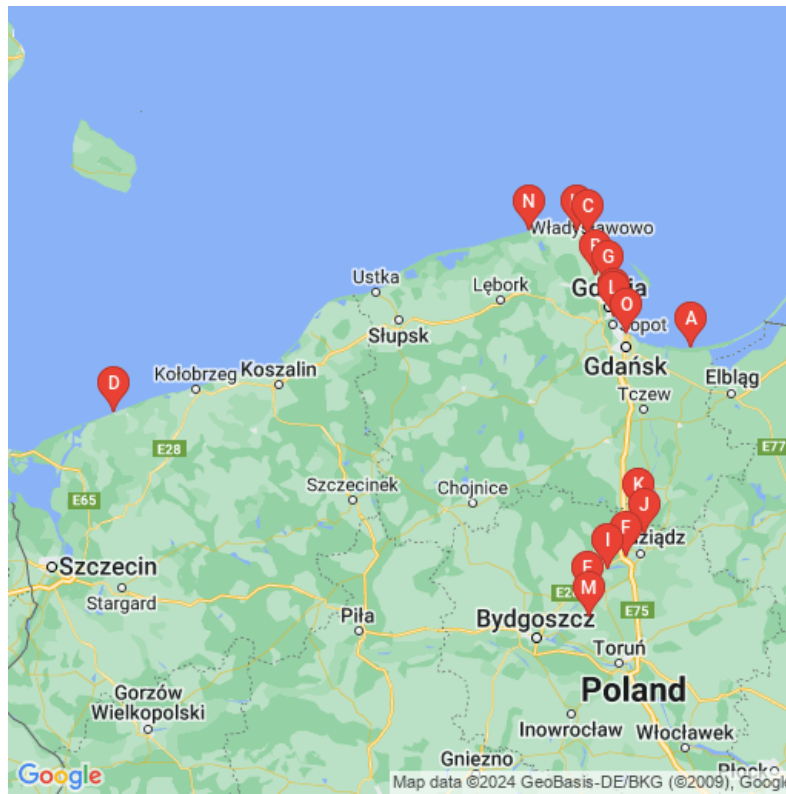 N
C
Władysławowo
G
Ustka
Lębork
L
O
Sopot
A
Słupsk
Gdańsk
D
Kołobrzeg
Koszalin
Elbląg
Tczew
E28
E77
E65
Szczecinek
Chojnice
K
J
F
I
Szczecin
Stargard
E
M
E75
Piła
Bydgoszcz
Toruń
Poland
Gorzów
Wielkopolski
Inowrocław
Włocławek
Gniezno
Płock
Google
Map data ©2024 GeoBasis-DE/BKG (©2009), Google